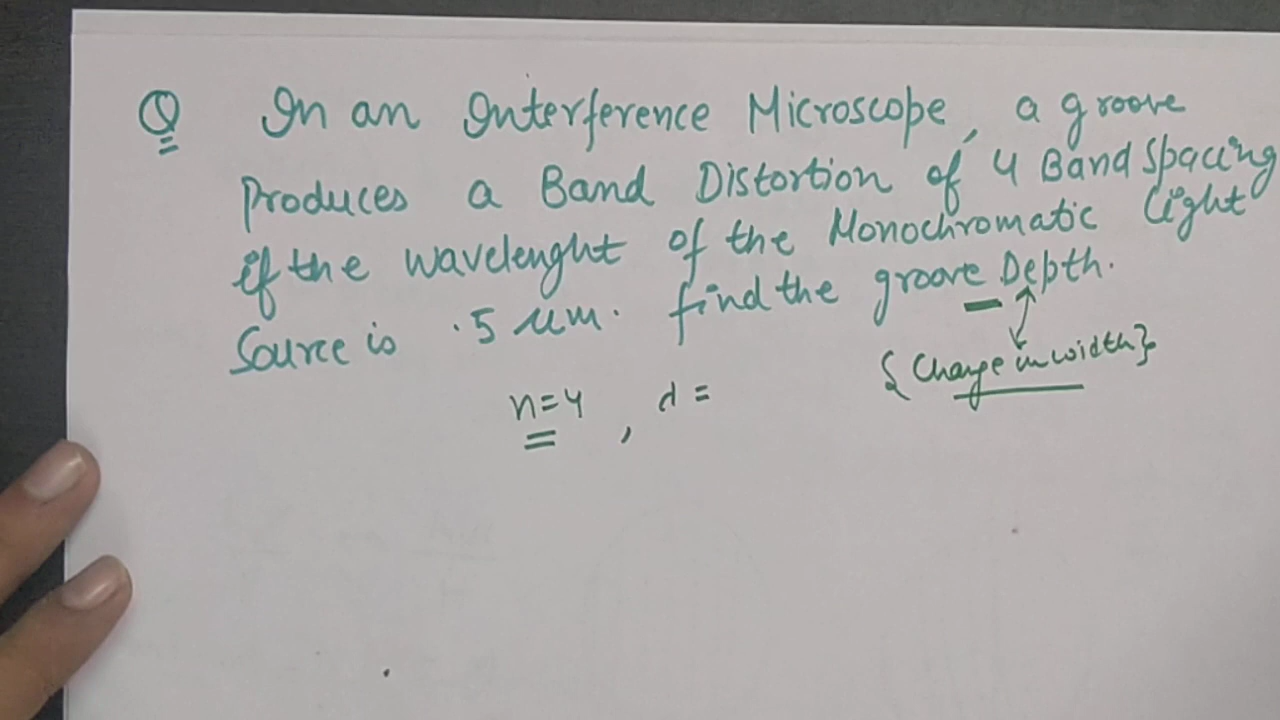 Q In an Interference Microscope, a groove
Produces a Band Distortion of 4 Band Spacing
if the wavelenght of the Monochromatic light
Source is .5 um. find the groove Depth.
{Change in width}
n=4, d=